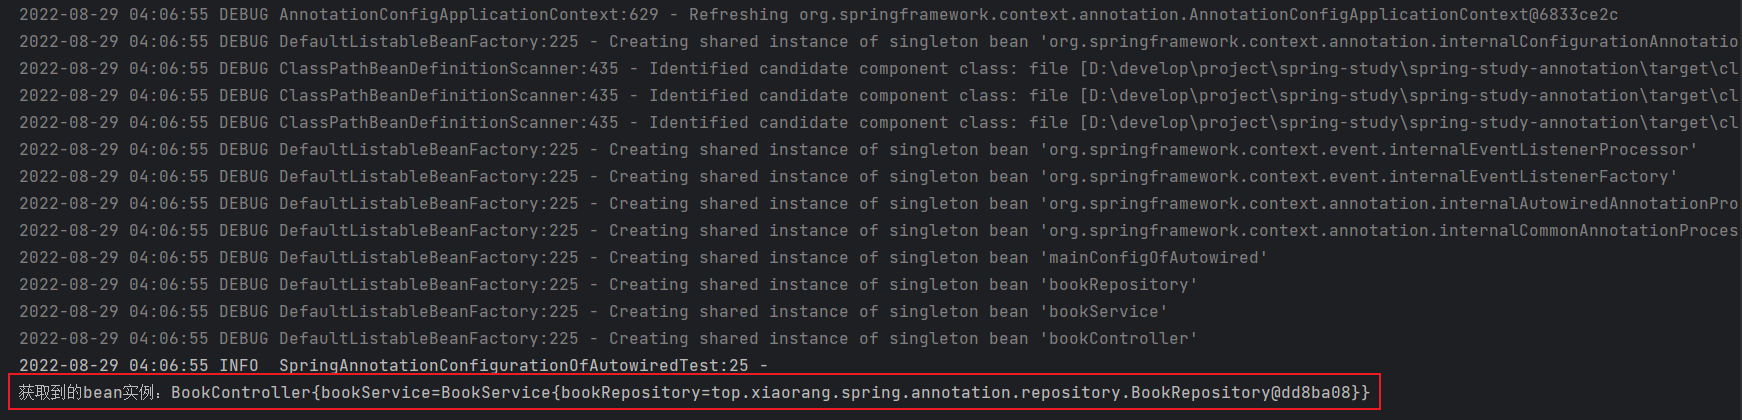 2022-08-29 04:06:55 DEBUG AnnotationConfigApplicationContext:629 - Refreshing org.springframework.context.annotation.AnnotationConfigApplicationContext@6833ce2c
2022-08-29 04:06:55 DEBUG DefaultListableBeanFactory:225 - Creating shared instance of singleton bean 'org.springframework.context.annotation.internalConfigurationAnnotatio
2022-08-29 04:06:55 DEBUG ClassPathBeanDefinitionScanner:435 - Identified candidate component class: file [D:\develop\project\spring-study\spring-study-annotation\target\cl
2022-08-29 04:06:55 DEBUG ClassPathBeanDefinitionScanner:435 - Identified candidate component class: file [D:\develop\project\spring-study\spring-study-annotation\target\cl
2022-08-29 04:06:55 DEBUG ClassPathBeanDefinitionScanner:435 - Identified candidate component class: file [D:\develop\project\spring-study\spring-study-annotation\target\cl
2022-08-29 04:06:55 DEBUG DefaultListableBeanFactory:225 - Creating shared instance of singleton bean 'org.springframework.context.event.internalEventListenerProcessor'
2022-08-29 04:06:55 DEBUG DefaultListableBeanFactory:225 - Creating shared instance of singleton bean 'org.springframework.context.event.internalEventListenerFactory'
2022-08-29 04:06:55 DEBUG DefaultListableBeanFactory:225 - Creating shared instance of singleton bean 'org.springframework.context.annotation.internalAutowiredAnnotationPro
2022-08-29 04:06:55 DEBUG DefaultListableBeanFactory:225 - Creating shared instance of singleton bean 'org.springframework.context.annotation.internalCommonAnnotationProces
2022-08-29 04:06:55 DEBUG DefaultListableBeanFactory:225 - Creating shared instance of singleton bean 'mainConfigOfAutowired'
2022-08-29 04:06:55 DEBUG DefaultListableBeanFactory:225 - Creating shared instance of singleton bean 'bookRepository'
2022-08-29 04:06:55 DEBUG DefaultListableBeanFactory:225 - Creating shared instance of singleton bean 'bookService'
2022-08-29 04:06:55 DEBUG DefaultListableBeanFactory:225 - Creating shared instance of singleton bean 'bookController'
2022-08-29 04:06:55 INFO  SpringAnnotationConfigurationOfAutowiredTest:25 -
获取到的bean实例：BookController{bookService=BookService{bookRepository=top.xiaorang.spring.annotation.repository.BookRepository@dd8ba08}}